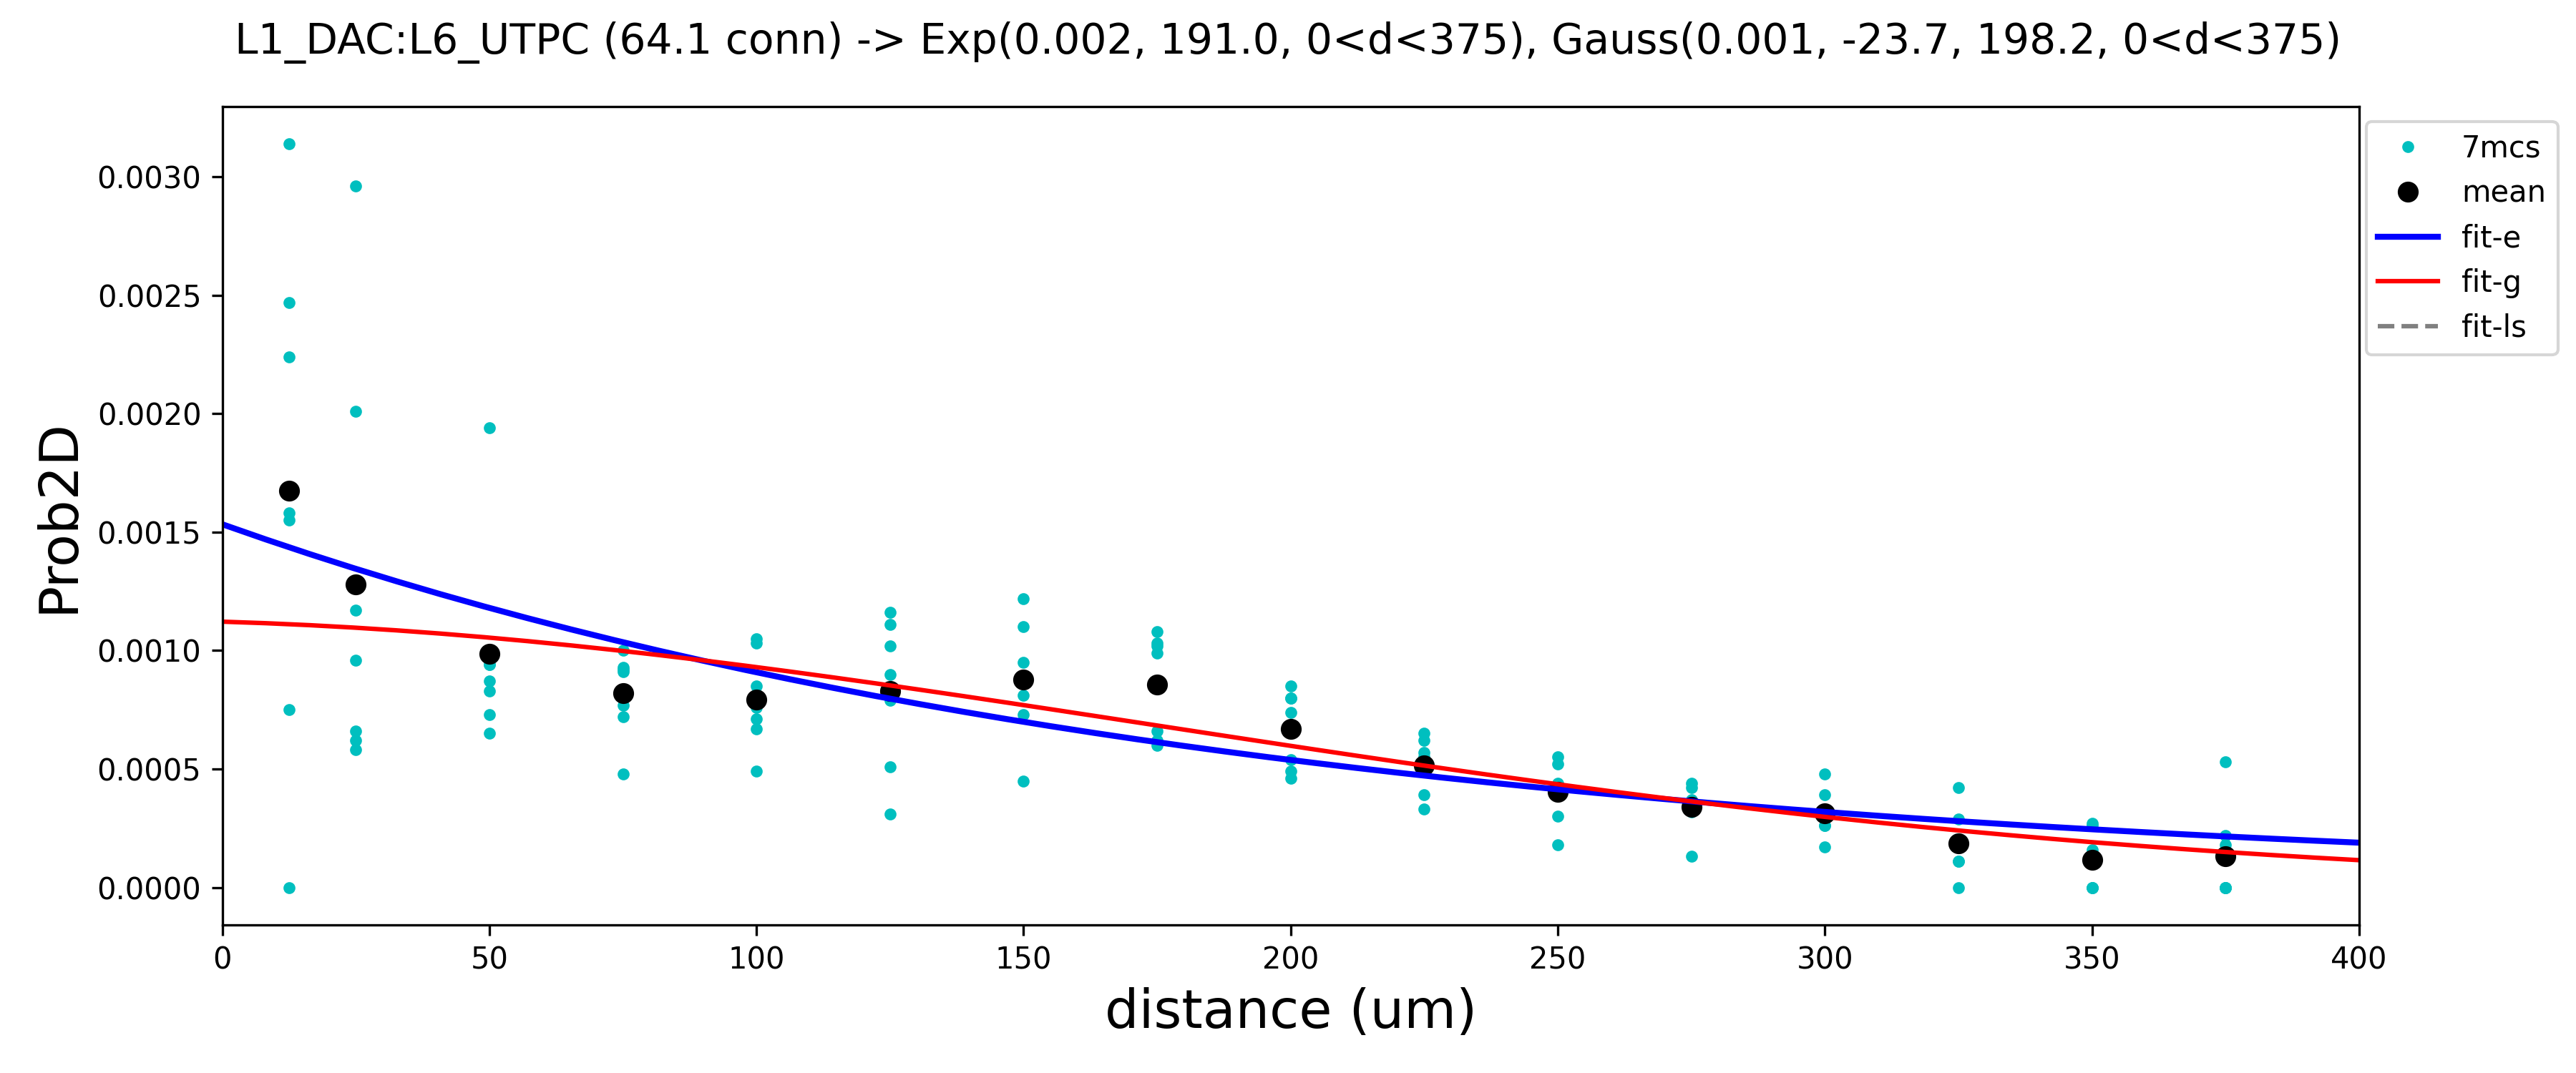 L1_DAC:L6_UTPC (64.1 conn) -> Exp(0.002, 191.0, 0<d<375), Gauss(0.001, -23.7, 198.2, 0<d<375)
7mcs
mean
fit-e
fit-g
fit-ls
Prob2D
0.0030
0.0025
0.0020
0.0015
0.0010
0.0005
0.0000
0 50 100 150 200 250 300 350 400
distance (um)